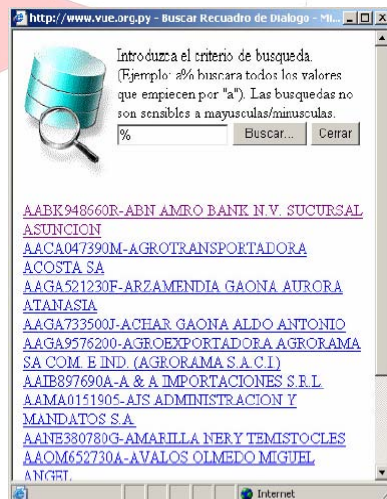 http://www.vue.org.py - Buscar Recuadro de Dialogo - Mi...
Introduzca el criterio de busqueda.
(Ejemplo: a% buscara todos los valores
que empiecen por "a"). Las busquedas no
son sensibles a mayusculas/minusculas.
% Buscar... Cerrar
AABK948660R-ABN AMRO BANK N.V. SUCURSAL
ASUNCION
AACA047390M-AGROTRANSPORTADORA
ACOSTA SA
AAGA521230F-ARZAMENDIA GAONA AURORA
ATANASIA
AAGA733500J-ACHAR GAONA ALDO ANTONIO
AAGA9576200-AGROEXPORTADORA AGRORAMA
SA COM. E IND. (AGRORAMA S.A.C.I)
AAIB897690A-A & A IMPORTACIONES S.R.L
AAMA0151905-AJS ADMINISTRACION Y
MANDATOS S.A
AANE380780G-AMARILLA NERY TEMISTOCLES
AAOM652730A-AVALOS OLMEDO MIGUEL
ANGEL
Internet